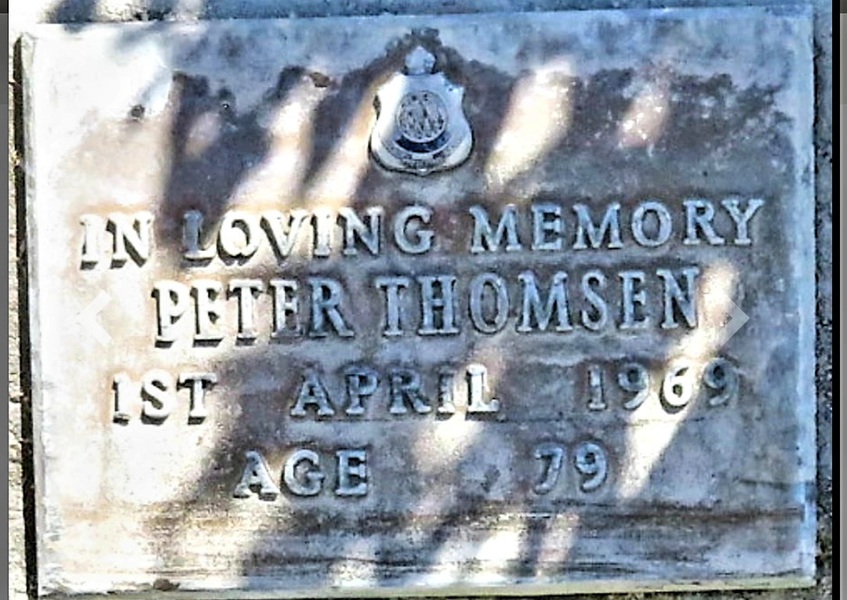 IN LOVING MEMORY
PETER THOMSEN
1ST APRIL 1969
AGE 79